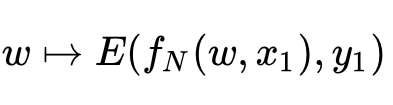 w ↦ E(f_N(w, x_1), y_1)